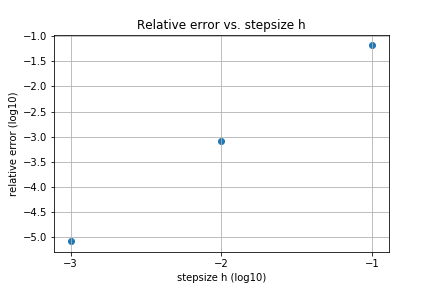 Relative error vs. stepsize h
relative error (log10)
−1.0
−1.5
−2.0
−2.5
−3.0
−3.5
−4.0
−4.5
−5.0
−3 −2 −1
stepsize h (log10)